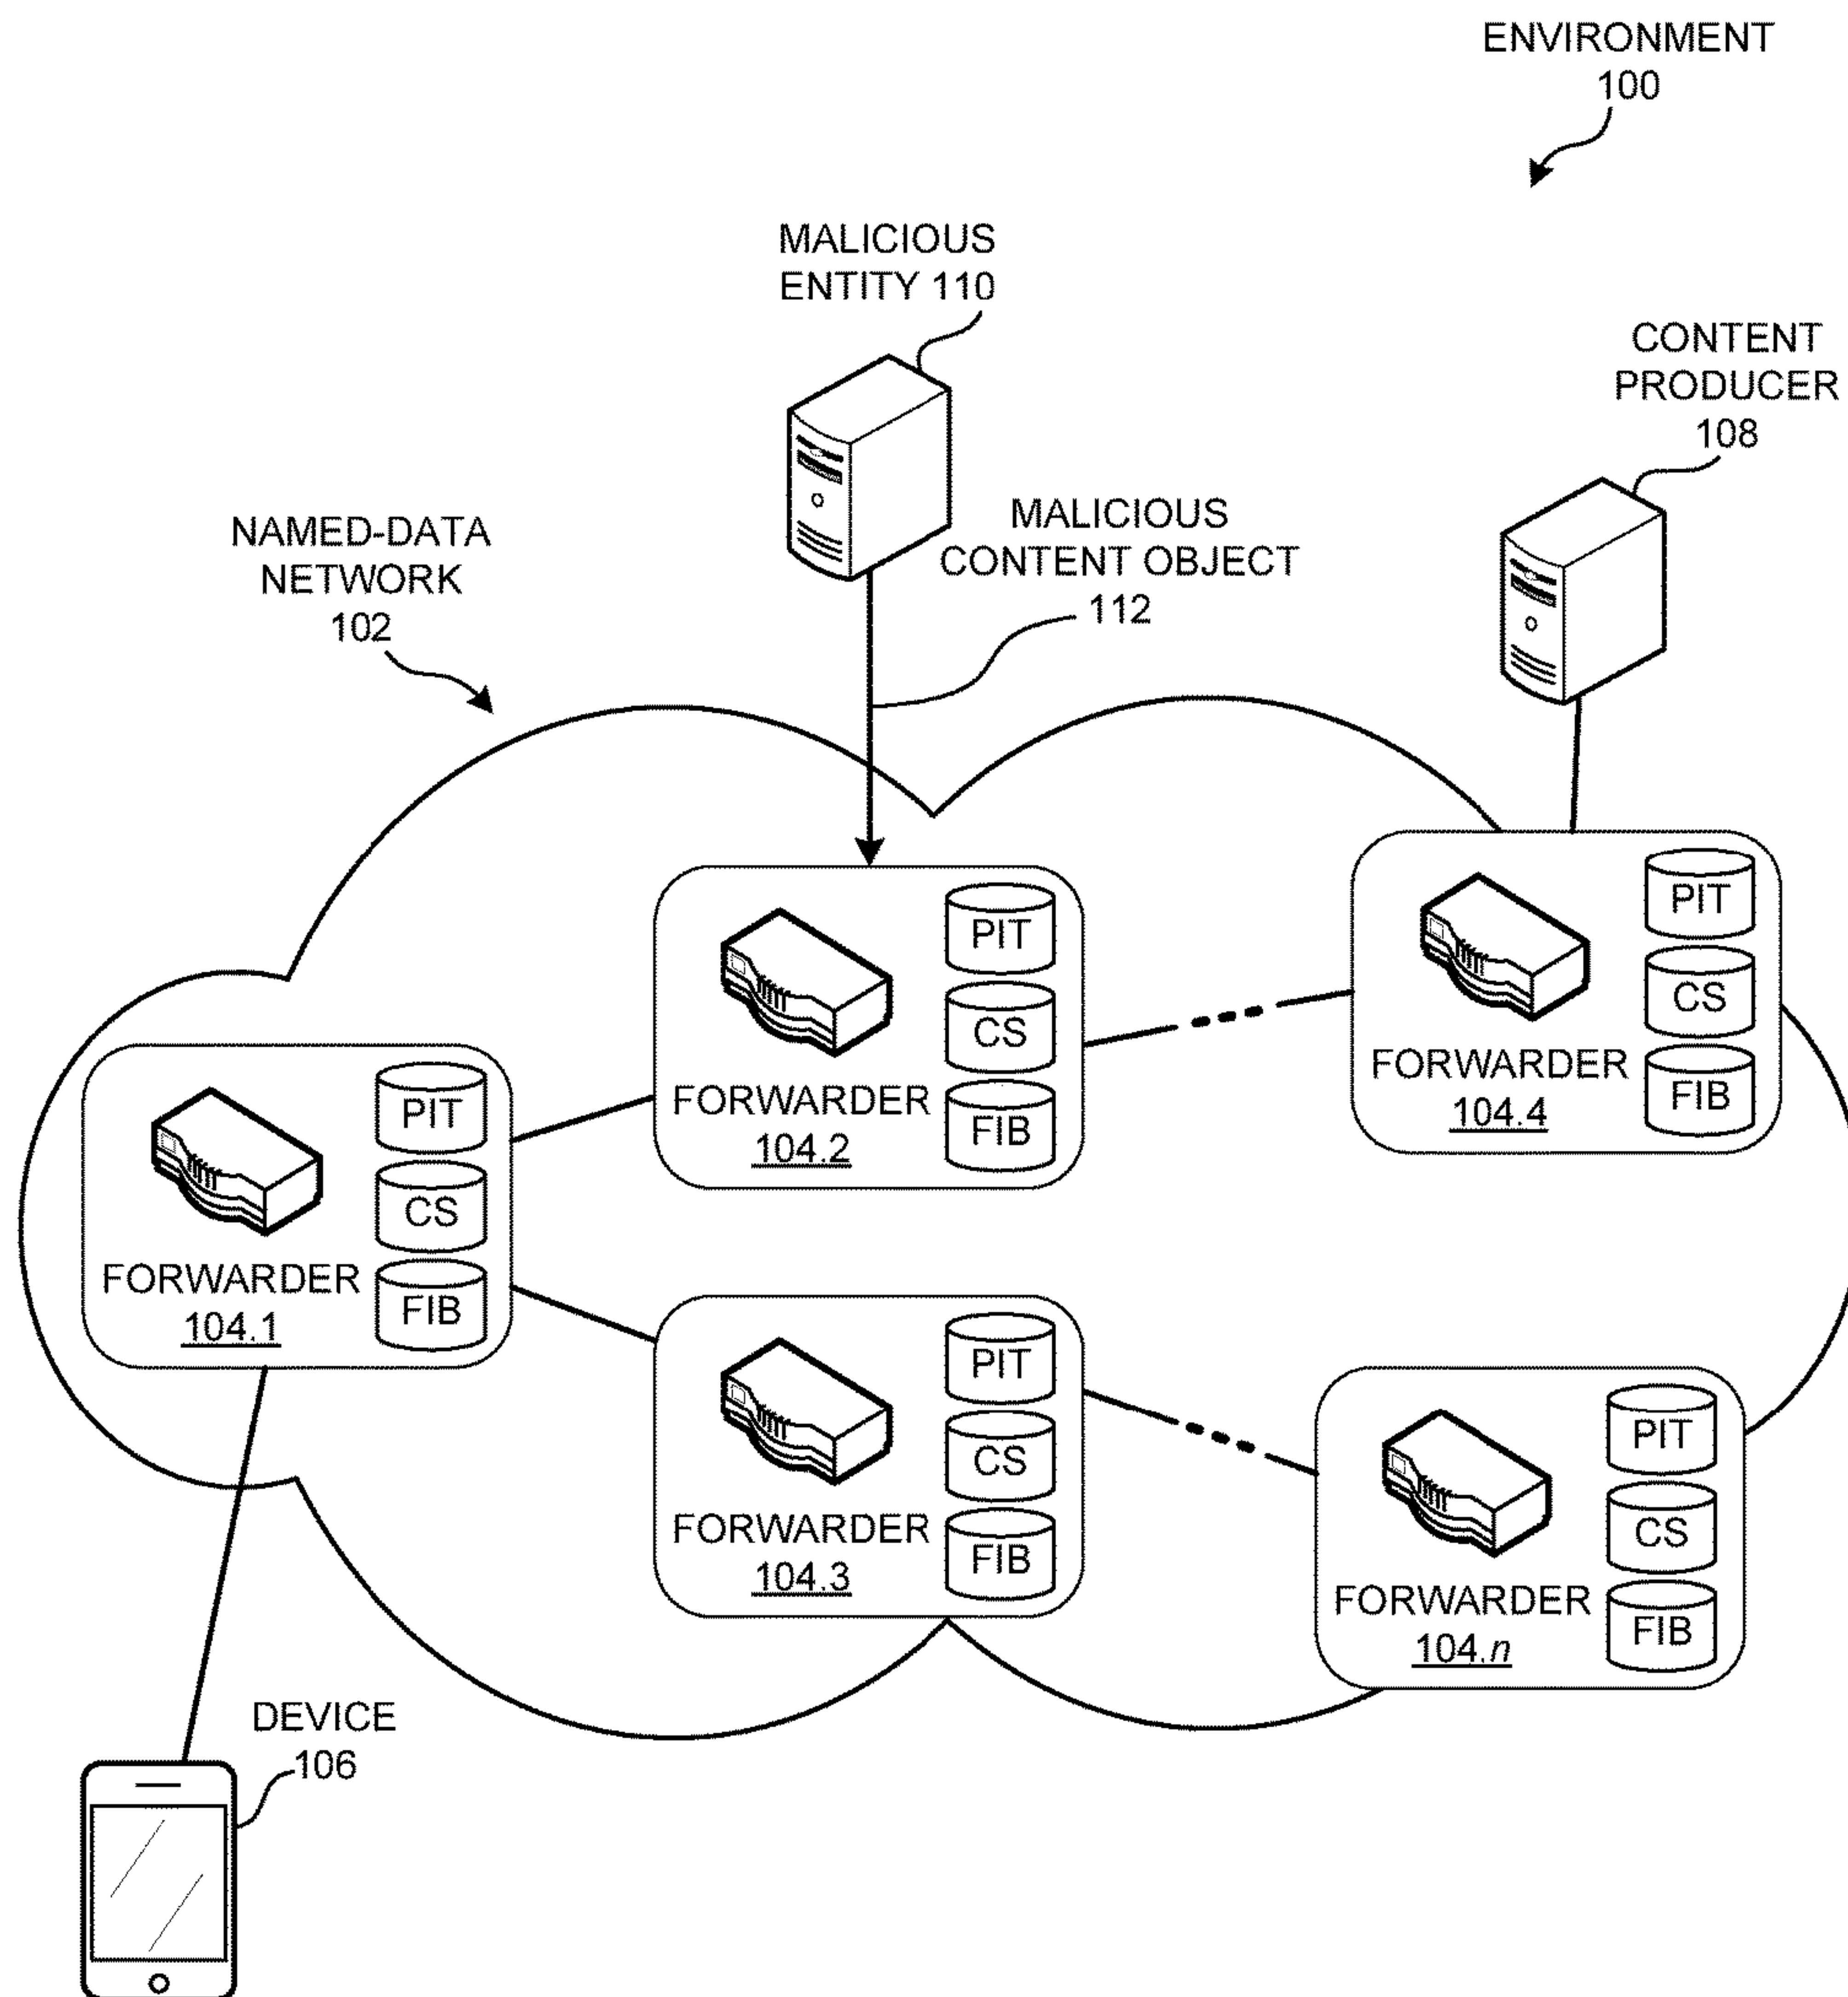 ENVIRONMENT
100
MALICIOUS
ENTITY 110
CONTENT
PRODUCER
108
NAMED-DATA
NETWORK
102
MALICIOUS
CONTENT OBJECT
112
PIT
CS
FIB
FORWARDER
104.2
PIT
CS
FIB
FORWARDER
104.4
PIT
CS
FIB
FORWARDER
104.1
PIT
CS
FIB
FORWARDER
104.3
PIT
CS
FIB
FORWARDER
104.n
DEVICE
106